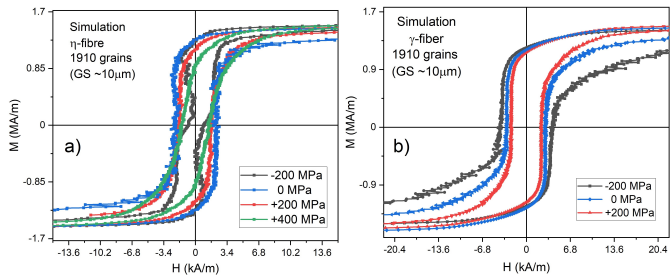 Simulation
η-fibre
1910 grains
(GS ~10μm)
a)
-200 MPa
0 MPa
+200 MPa
+400 MPa
M (MA/m)
1.7
0.85
0
-0.85
-1.7
-13.6 -10.2 -6.8 -3.4 0 3.4 6.8 10.2 13.6
H (kA/m)
Simulation
γ-fiber
1910 grains
(GS ~10μm)
b)
-200 MPa
0 MPa
+200 MPa
M (MA/m)
1.8
0.9
0
-0.9
-20.4 -13.6 -6.8 0 6.8 13.6 20.4
H (kA/m)